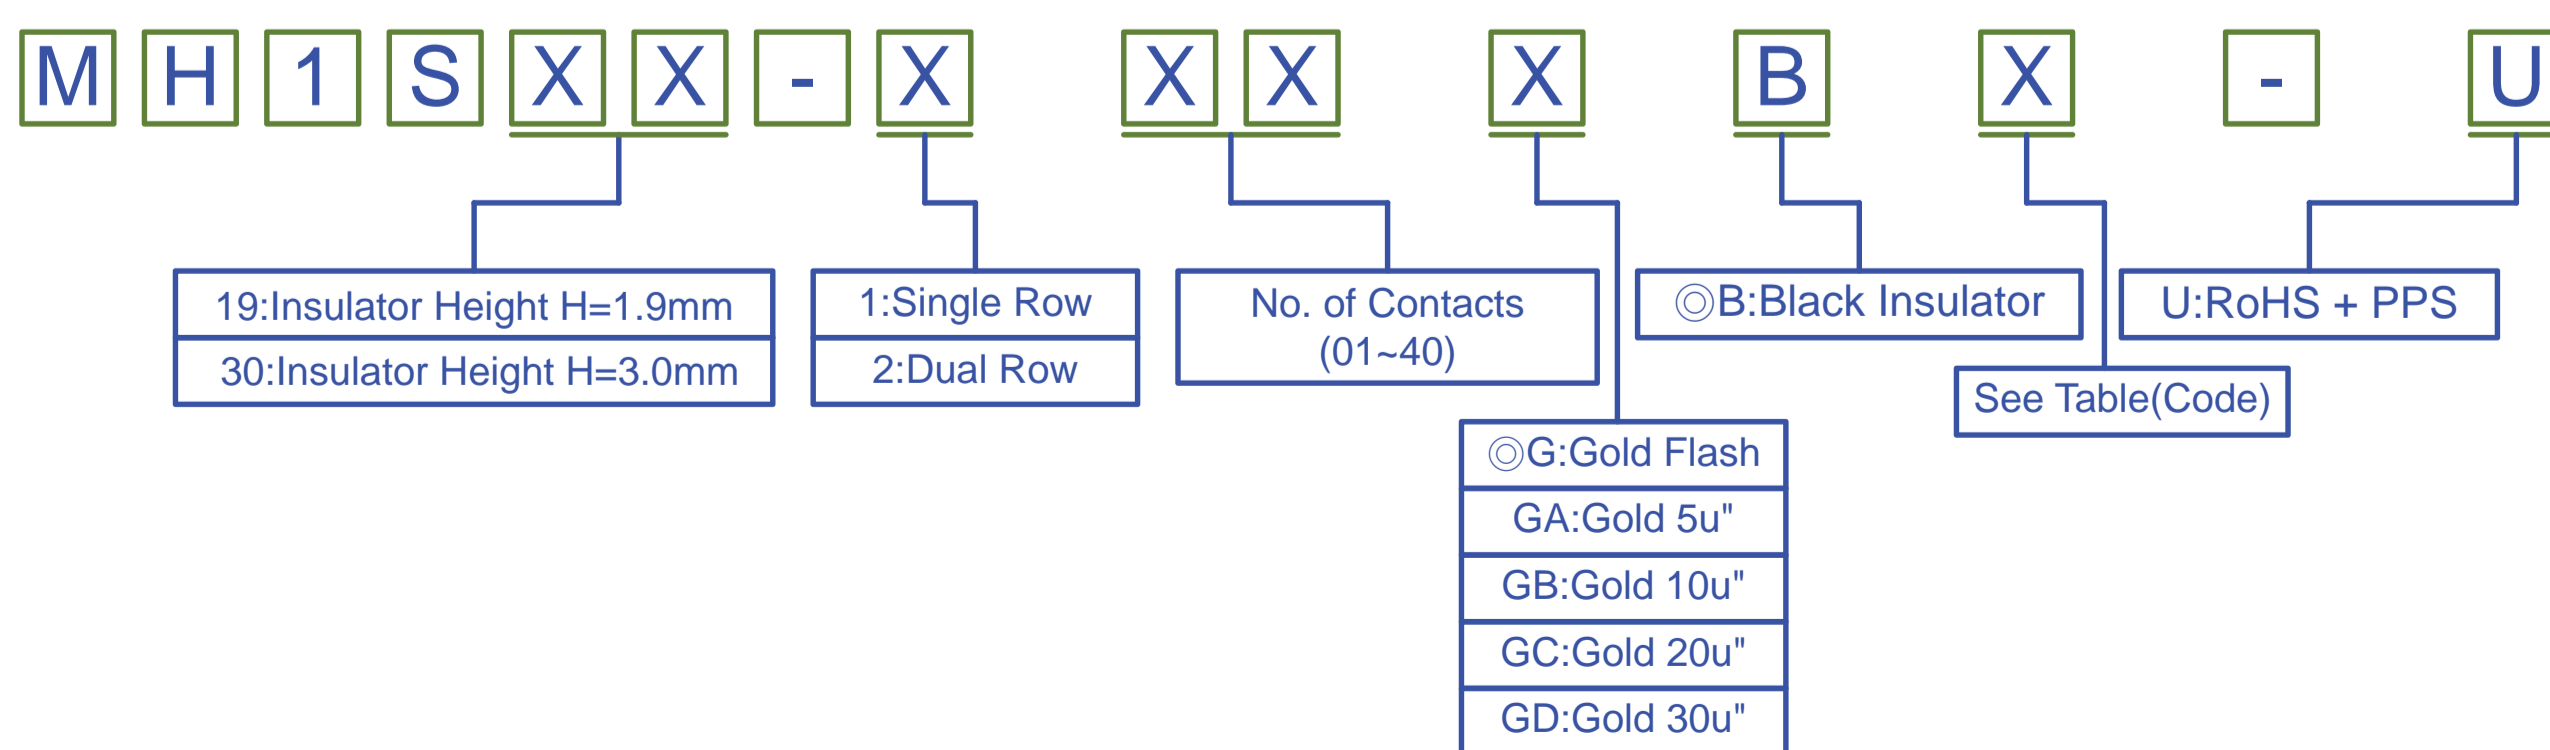 M H 1 S X X - X X X X B X - U
19:Insulator Height H=1.9mm
30:Insulator Height H=3.0mm
1:Single Row
2:Dual Row
No. of Contacts
(01~40)
◎G:Gold Flash
GA:Gold 5u"
GB:Gold 10u"
GC:Gold 20u"
GD:Gold 30u"
◎B:Black Insulator
See Table(Code)
U:RoHS + PPS